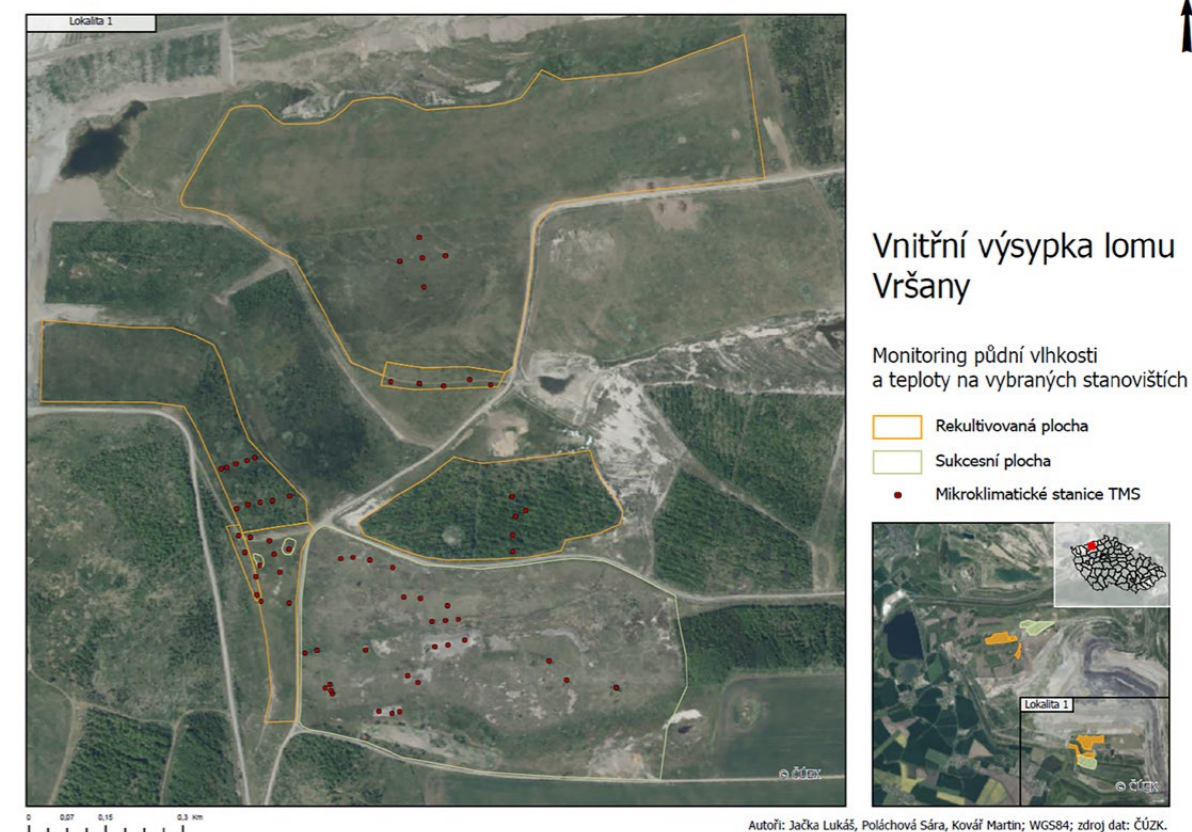 Lokalita 1
Vnitřní výsypka lomu
Vršany
Monitoring půdní vlhkosti
a teploty na vybraných stanovištích
Rekultivovaná plocha
Sukcesní plocha
Mikroklimatické stanice TMS
Lokalita 1
© ČÚZK
© ČÚZK
0 0,07 0,15 0,3 Km
Autoři: Jačka Lukáš, Poláchová Sára, Kovář Martin; WGS84; zdroj dat: ČÚZK.